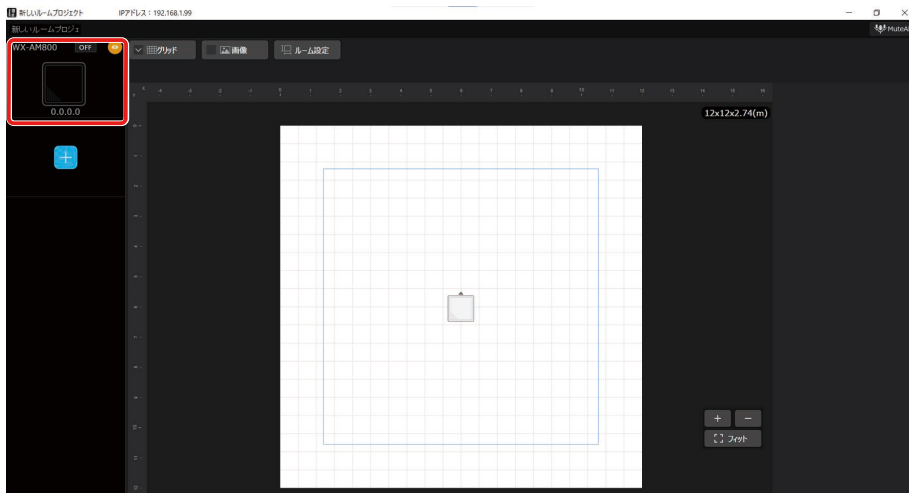 新しいルームプロジェクト IPアドレス：192.168.1.99
新しいルームプロジェ
MuteAl
WX-AM800 OFF
グリッド 画像 ルーム設定
0.0.0.0
12x12x2.74(m)
+ −
フィット